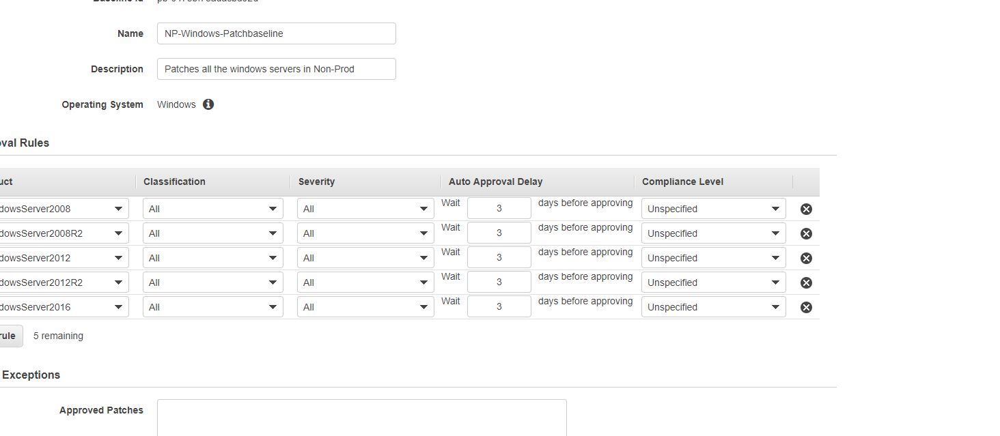 Name NP-Windows-Patchbaseline
Description Patches all the windows servers in Non-Prod
Operating System Windows
oval Rules
uct Classification Severity Auto Approval Delay Compliance Level
dowsServer2008 All All Wait 3 days before approving Unspecified
dowsServer2008R2 All All Wait 3 days before approving Unspecified
dowsServer2012 All All Wait 3 days before approving Unspecified
dowsServer2012R2 All All Wait 3 days before approving Unspecified
dowsServer2016 All All Wait 3 days before approving Unspecified
rule 5 remaining
Exceptions
Approved Patches